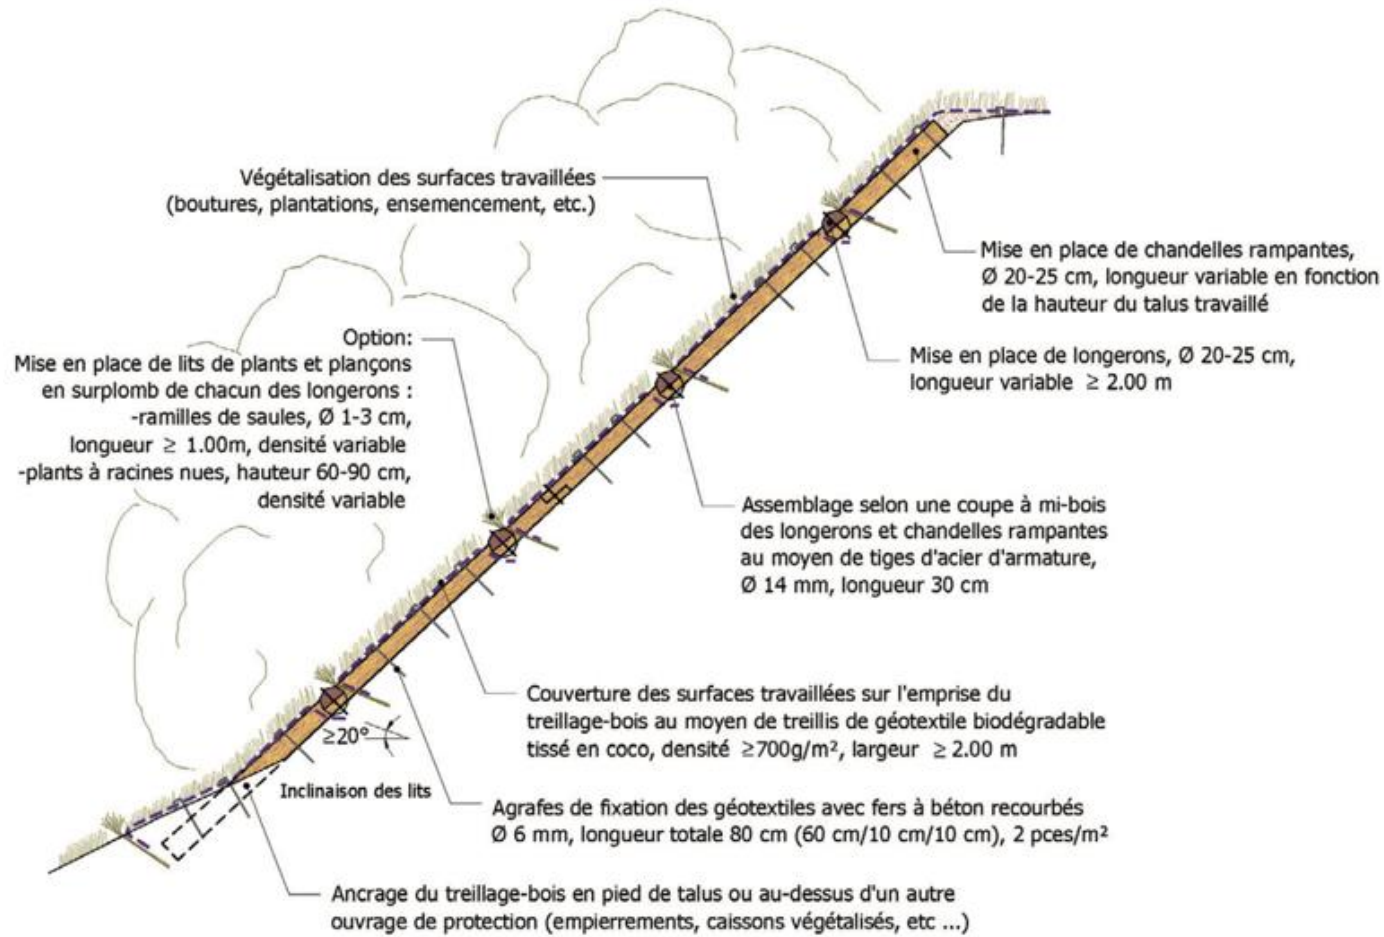 Végétalisation des surfaces travaillées
(boutures, plantations, ensemencement, etc.)
Mise en place de chandelles rampantes,
Ø 20-25 cm, longueur variable en fonction
de la hauteur du talus travaillé
Option:
Mise en place de lits de plants et plançons
en surplomb de chacun des longerons :
-ramilles de saules, Ø 1-3 cm,
longueur ≥ 1.00m, densité variable
-plants à racines nues, hauteur 60-90 cm,
densité variable
Mise en place de longerons, Ø 20-25 cm,
longueur variable ≥ 2.00 m
Assemblage selon une coupe à mi-bois
des longerons et chandelles rampantes
au moyen de tiges d'acier d'armature,
Ø 14 mm, longueur 30 cm
Couverture des surfaces travaillées sur l'emprise du
treillage-bois au moyen de treillis de géotextile biodégradable
tissé en coco, densité ≥700g/m², largeur ≥ 2.00 m
≥20°
Inclinaison des lits
Agrafes de fixation des géotextiles avec fers à béton recourbés
Ø 6 mm, longueur totale 80 cm (60 cm/10 cm/10 cm), 2 pces/m²
Ancrage du treillage-bois en pied de talus ou au-dessus d'un autre
ouvrage de protection (empierrements, caissons végétalisés, etc ...)